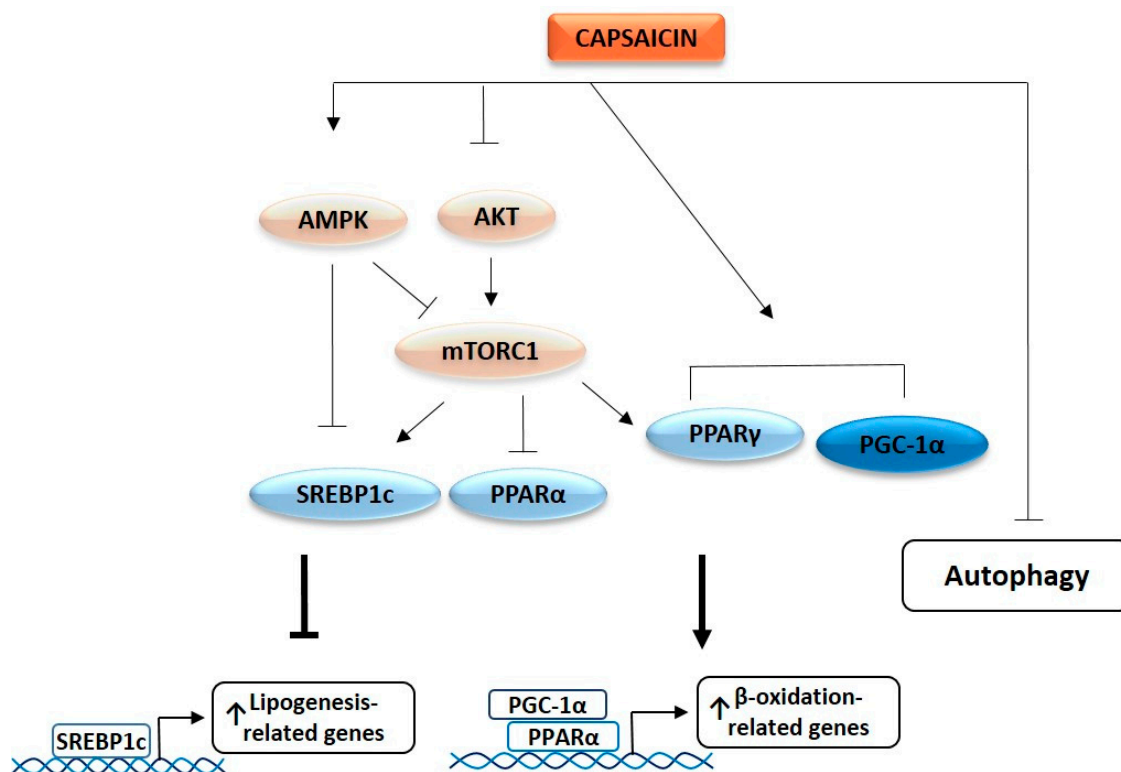 CAPSAICIN
AMPK
AKT
mTORC1
PPARγ
PGC-1α
SREBP1c
PPARα
Autophagy
↑ Lipogenesis-
related genes
SREBP1c
PGC-1α
PPARα
↑ β-oxidation-
related genes